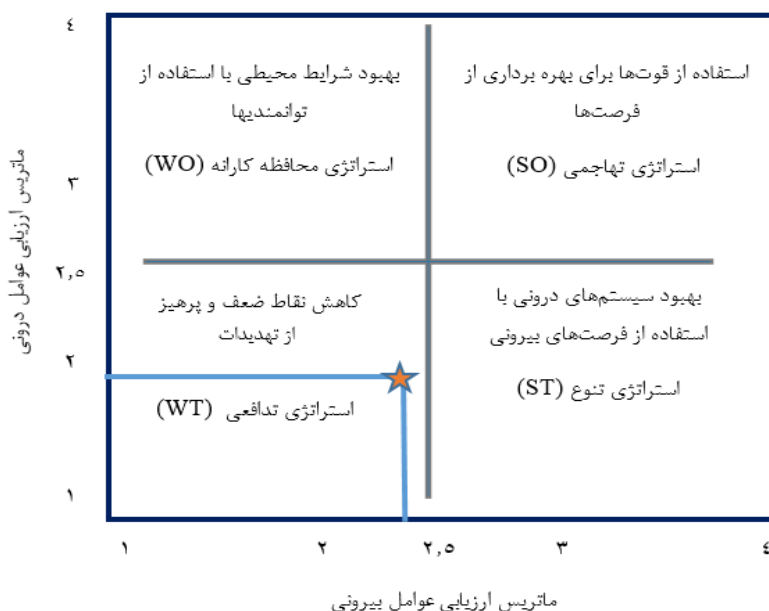 استفاده از قوت‌ها برای بهره برداری از
فرصت‌ها
استراتژی تهاجمی (SO)
بهبود شرایط محیطی با استفاده از
توانمندیها
استراتژی محافظه کارانه (WO)
بهبود سیستم‌های درونی با
استفاده از فرصت‌های بیرونی
استراتژی تنوع (ST)
کاهش نقاط ضعف و پرهیز
از تهدیدات
استراتژی تدافعی (WT)
ماتریس ارزیابی عوامل درونی
۴
۳
۲,۵
۲
۱
۱
۲
۲,۵
۳
۴
ماتریس ارزیابی عوامل بیرونی